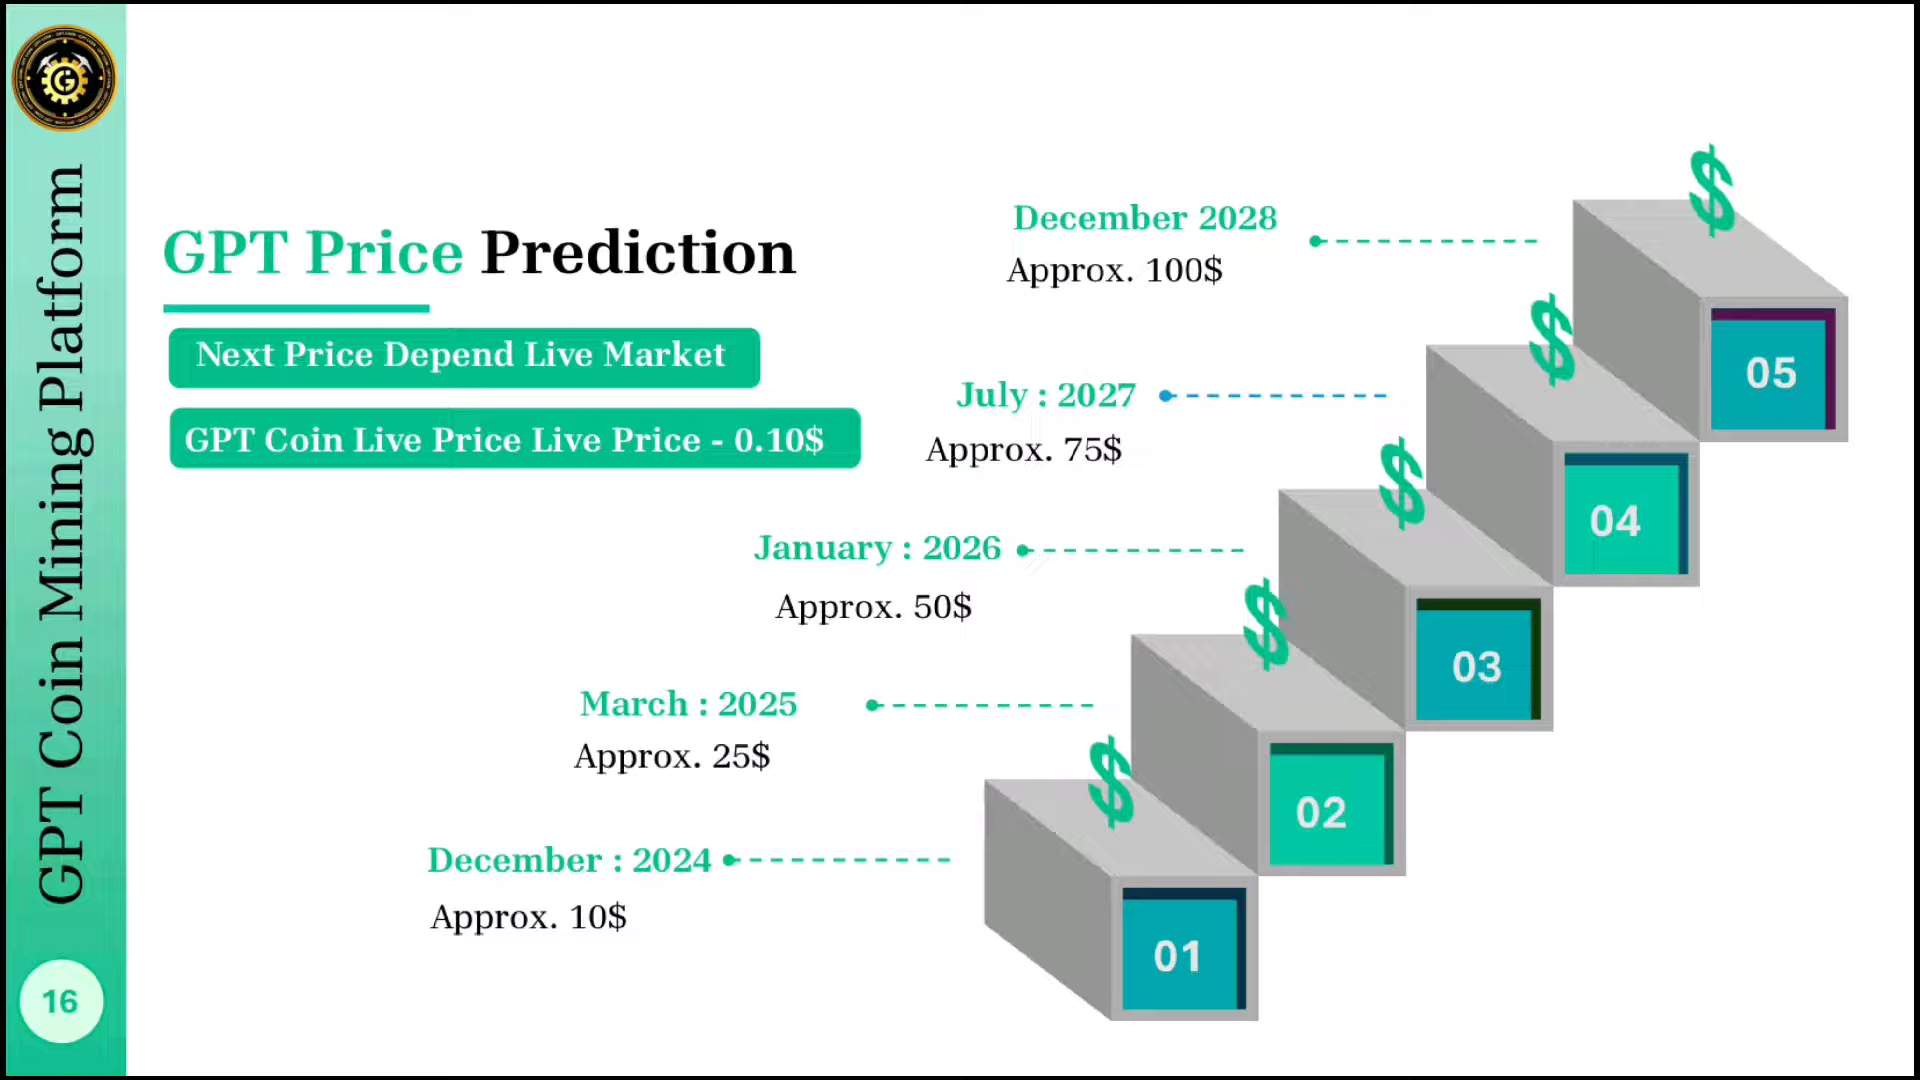 GPT Coin Mining Platform
16
GPT Price Prediction
Next Price Depend Live Market
GPT Coin Live Price Live Price - 0.10$
December 2028
Approx. 100$
July : 2027
Approx. 75$
January : 2026
Approx. 50$
March : 2025
Approx. 25$
December : 2024
Approx. 10$
$
05
$
04
$
03
$
02
$
01